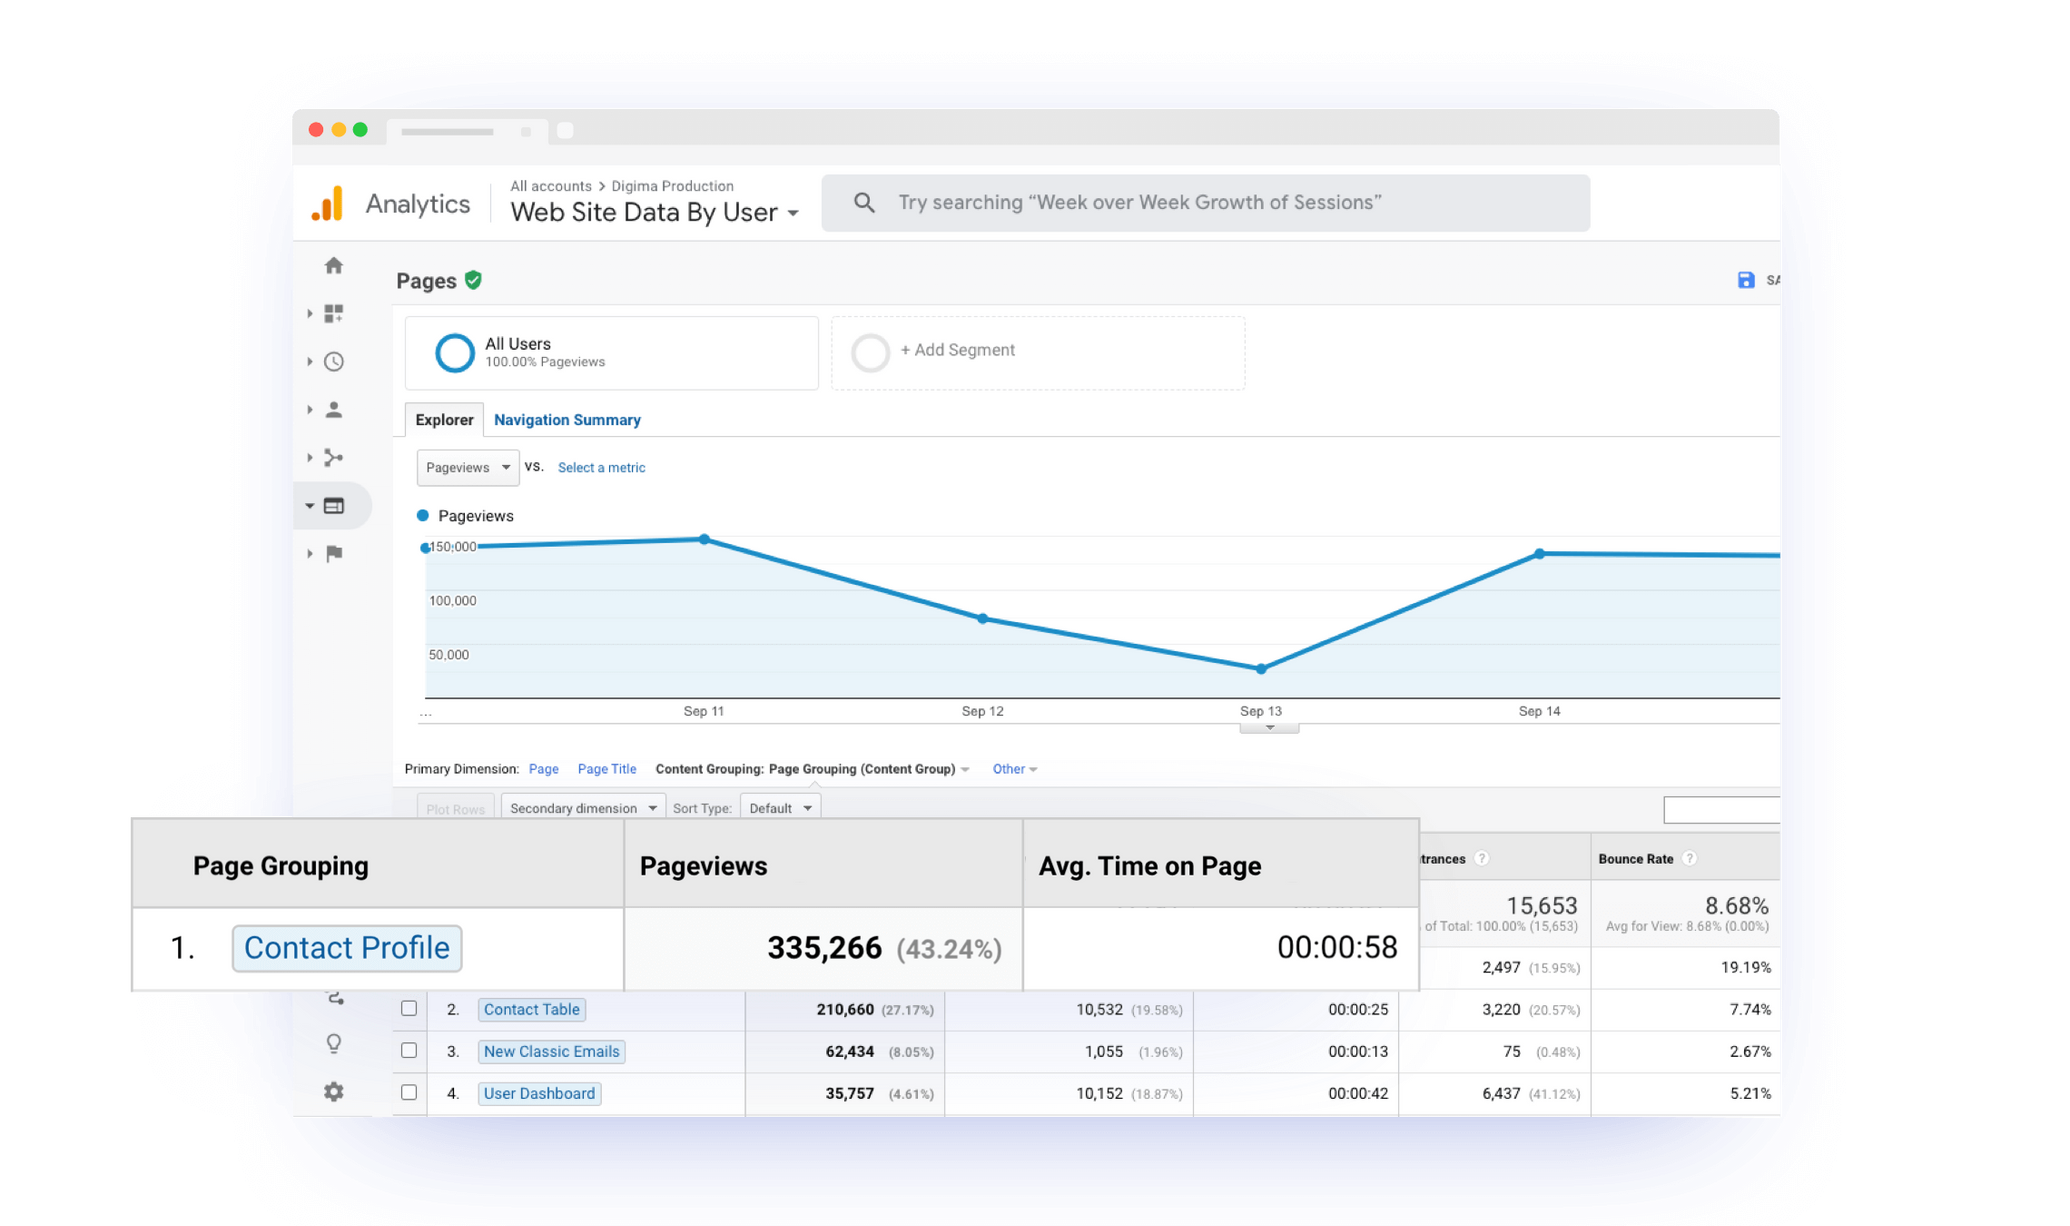 All accounts > Digima Production
Analytics
Web Site Data By User
Try searching “Week over Week Growth of Sessions”
Pages
All Users
100.00% Pageviews
+ Add Segment
Explorer Navigation Summary
Pageviews VS. Select a metric
Pageviews
150,000
100,000
50,000
... Sep 11 Sep 12 Sep 13 Sep 14
Primary Dimension: Page Page Title Content Grouping: Page Grouping (Content Group) Other
Plot Rows Secondary dimension Sort Type: Default
Page Grouping Pageviews Avg. Time on Page Bounce Rate
15,653 8.68%
of Total: 100.00% (15,653) Avg for View: 8.68% (0.00%)
1. Contact Profile 335,266 (43.24%) 00:00:58 2,497 (15.95%) 19.19%
2. Contact Table 210,660 (27.17%) 10,532 (19.58%) 00:00:25 3,220 (20.57%) 7.74%
3. New Classic Emails 62,434 (8.05%) 1,055 (1.96%) 00:00:13 75 (0.48%) 2.67%
4. User Dashboard 35,757 (4.61%) 10,152 (18.87%) 00:00:42 6,437 (41.12%) 5.21%